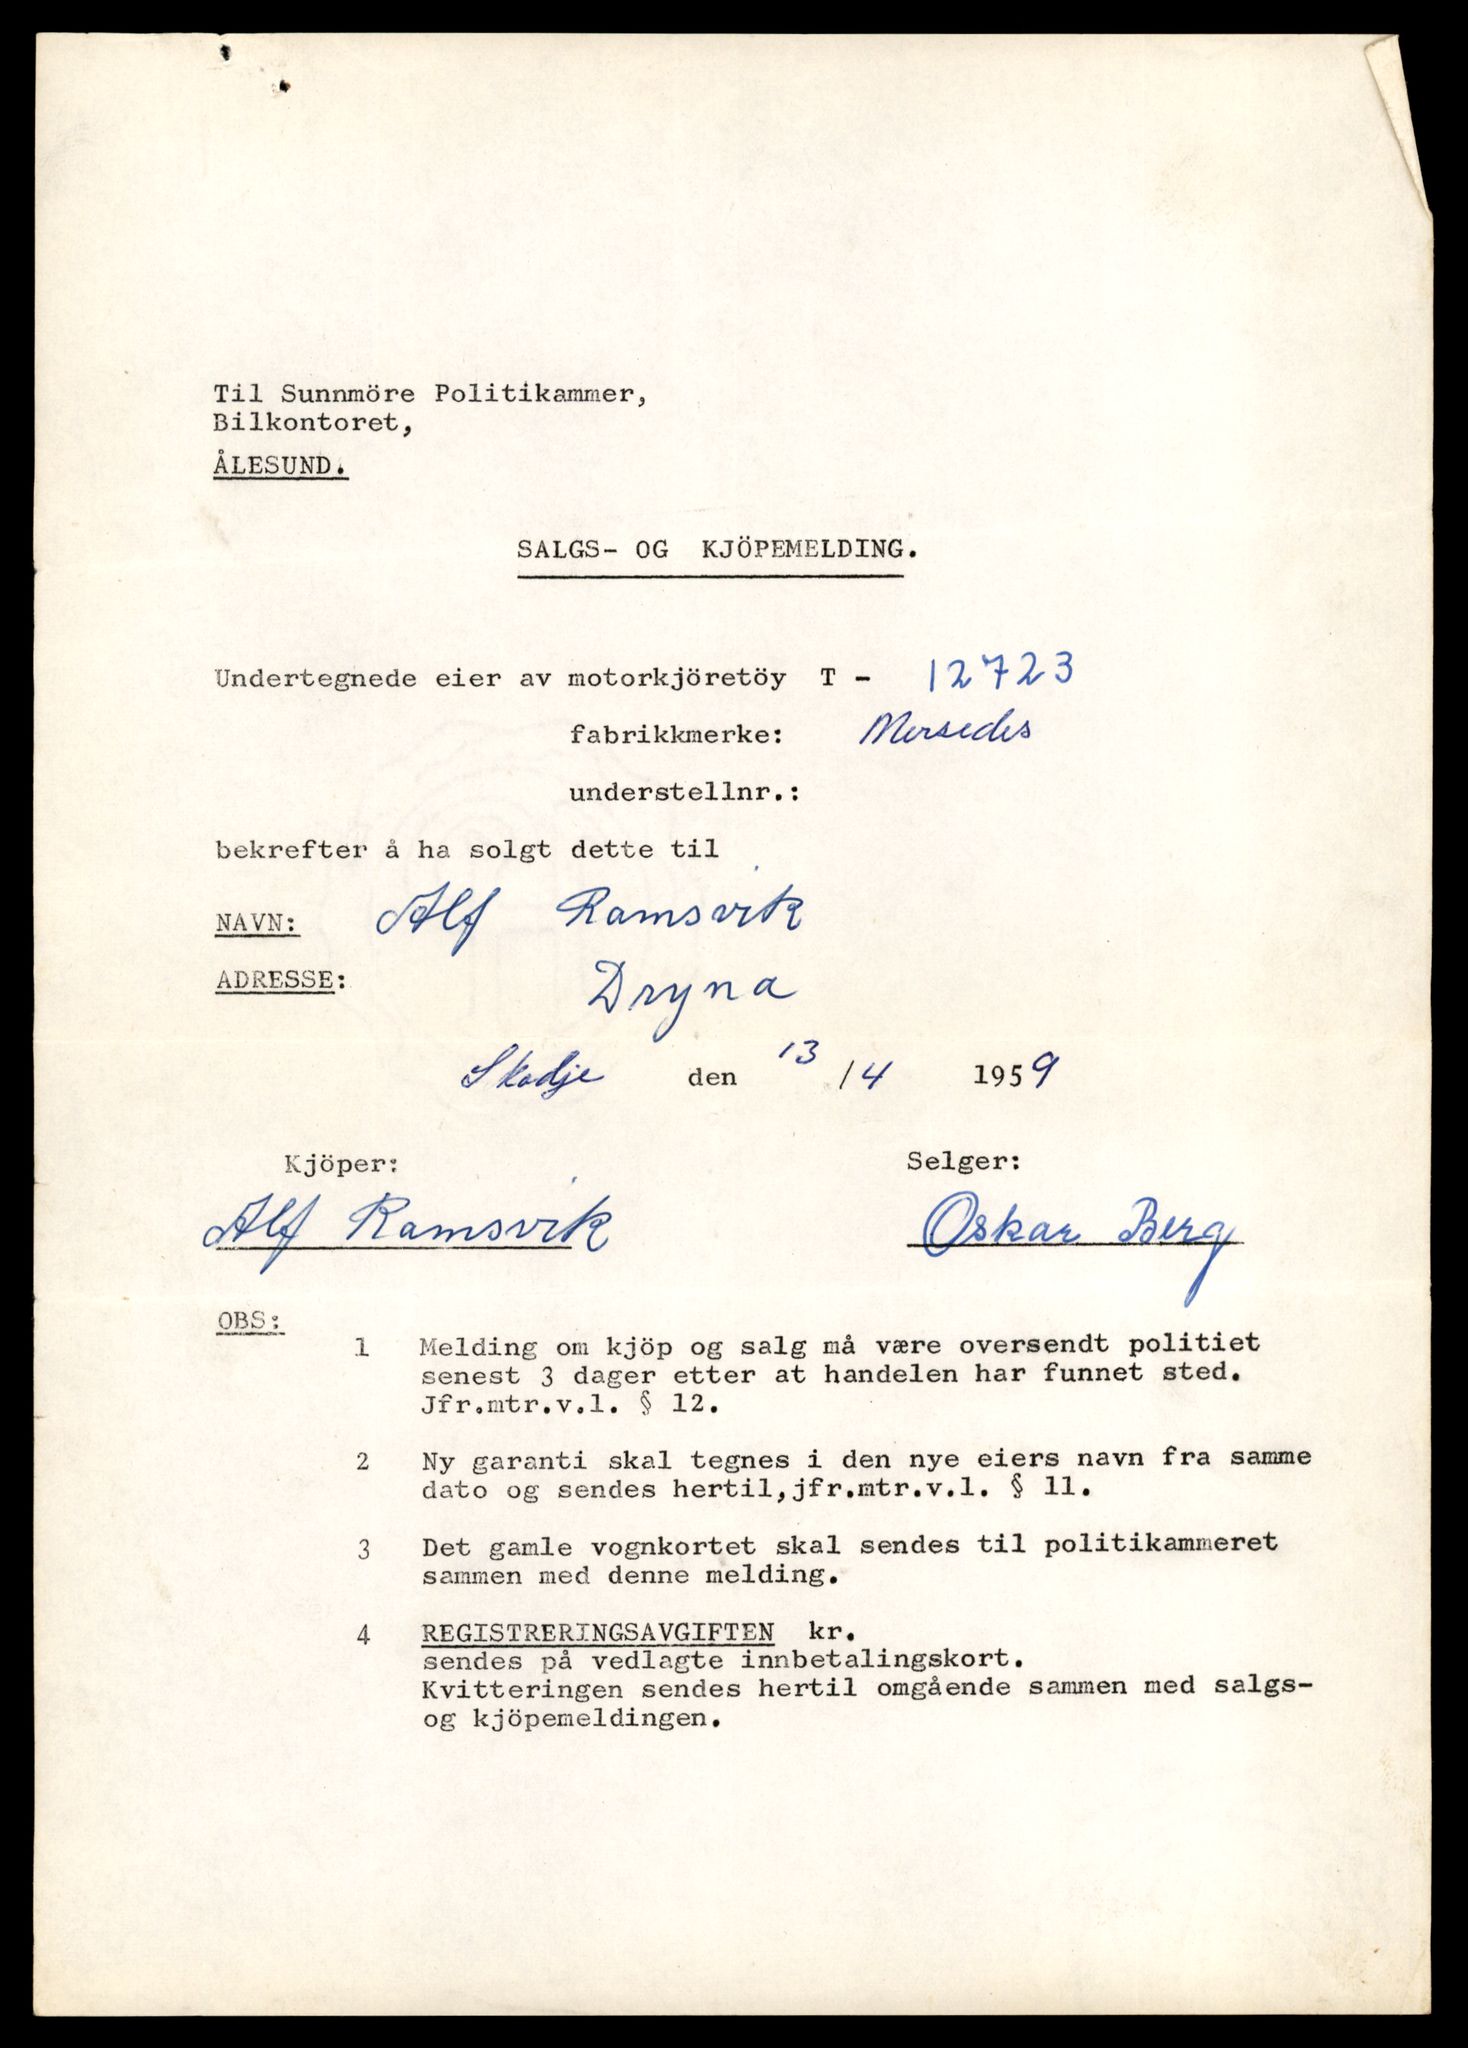 Til Sunnmöre Politikammer,
Bilkontoret,
ÅLESUND.
SALGS- OG KJÖPEMELDING.
Undertegnede eier av motorkjöretöy T - 12723
fabrikkmerke: Mersedes
understellnr.:
bekrefter å ha solgt dette til
NAVN: Alf Ramsvik
ADRESSE: Dryna
Skodje den 13/4 1959
Kjöper: Selger:
Alf Ramsvik Oskar Berg
OBS:
1 Melding om kjöp og salg må være oversendt politiet
senest 3 dager etter at handelen har funnet sted.
Jfr.mtr.v.l. § 12.
2 Ny garanti skal tegnes i den nye eiers navn fra samme
dato og sendes hertil,jfr.mtr.v.l. § 11.
3 Det gamle vognkortet skal sendes til politikammeret
sammen med denne melding.
4 REGISTRERINGSAVGIFTEN kr.
sendes på vedlagte innbetalingskort.
Kvitteringen sendes hertil omgående sammen med salgs-
og kjöpemeldingen.